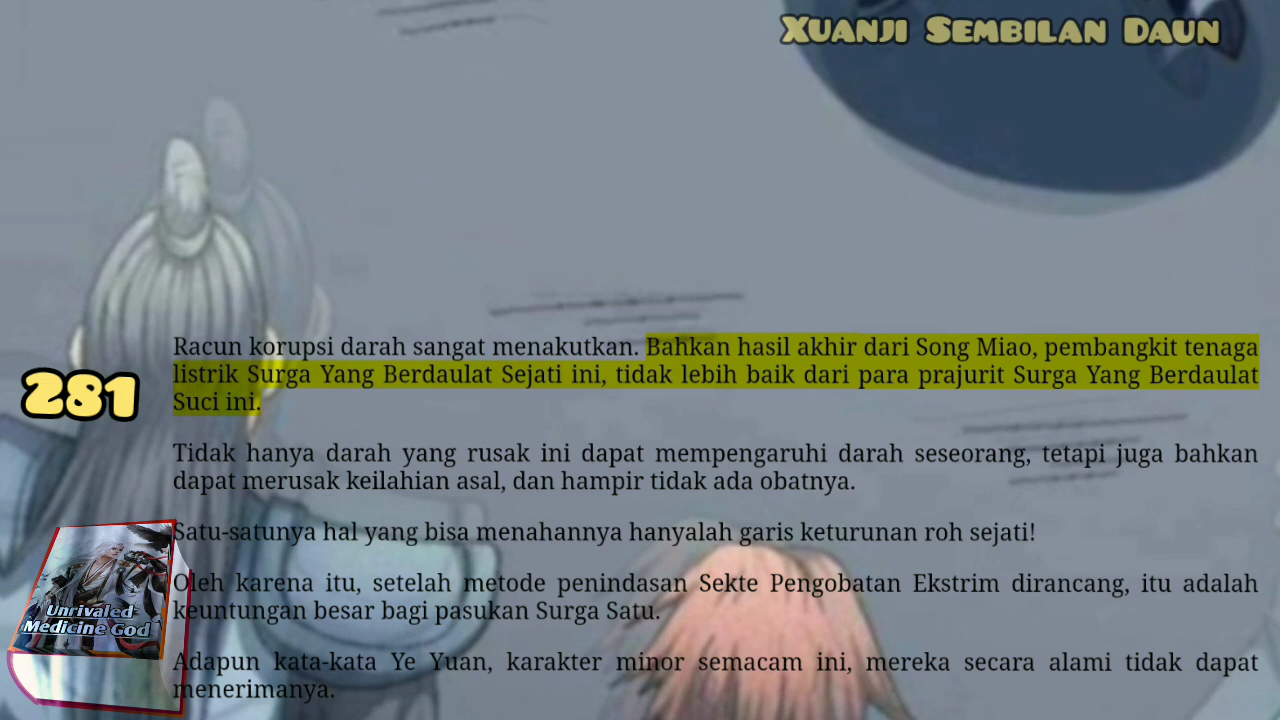 Xuanji Sembilan Daun
Racun korupsi darah sangat menakutkan. Bahkan hasil akhir dari Song Miao, pembangkit tenaga
listrik Surga Yang Berdaulat Sejati ini, tidak lebih baik dari para prajurit Surga Yang Berdaulat
Suci ini.
281
Tidak hanya darah yang rusak ini dapat mempengaruhi darah seseorang, tetapi juga bahkan
dapat merusak keilahian asal, dan hampir tidak ada obatnya.
Satu-satunya hal yang bisa menahannya hanyalah garis keturunan roh sejati!
Oleh karena itu, setelah metode penindasan Sekte Pengobatan Ekstrim dirancang, itu adalah
keuntungan besar bagi pasukan Surga Satu.
Unrivaled
Medicine God
Adapun kata-kata Ye Yuan, karakter minor semacam ini, mereka secara alami tidak dapat
menerimanya.